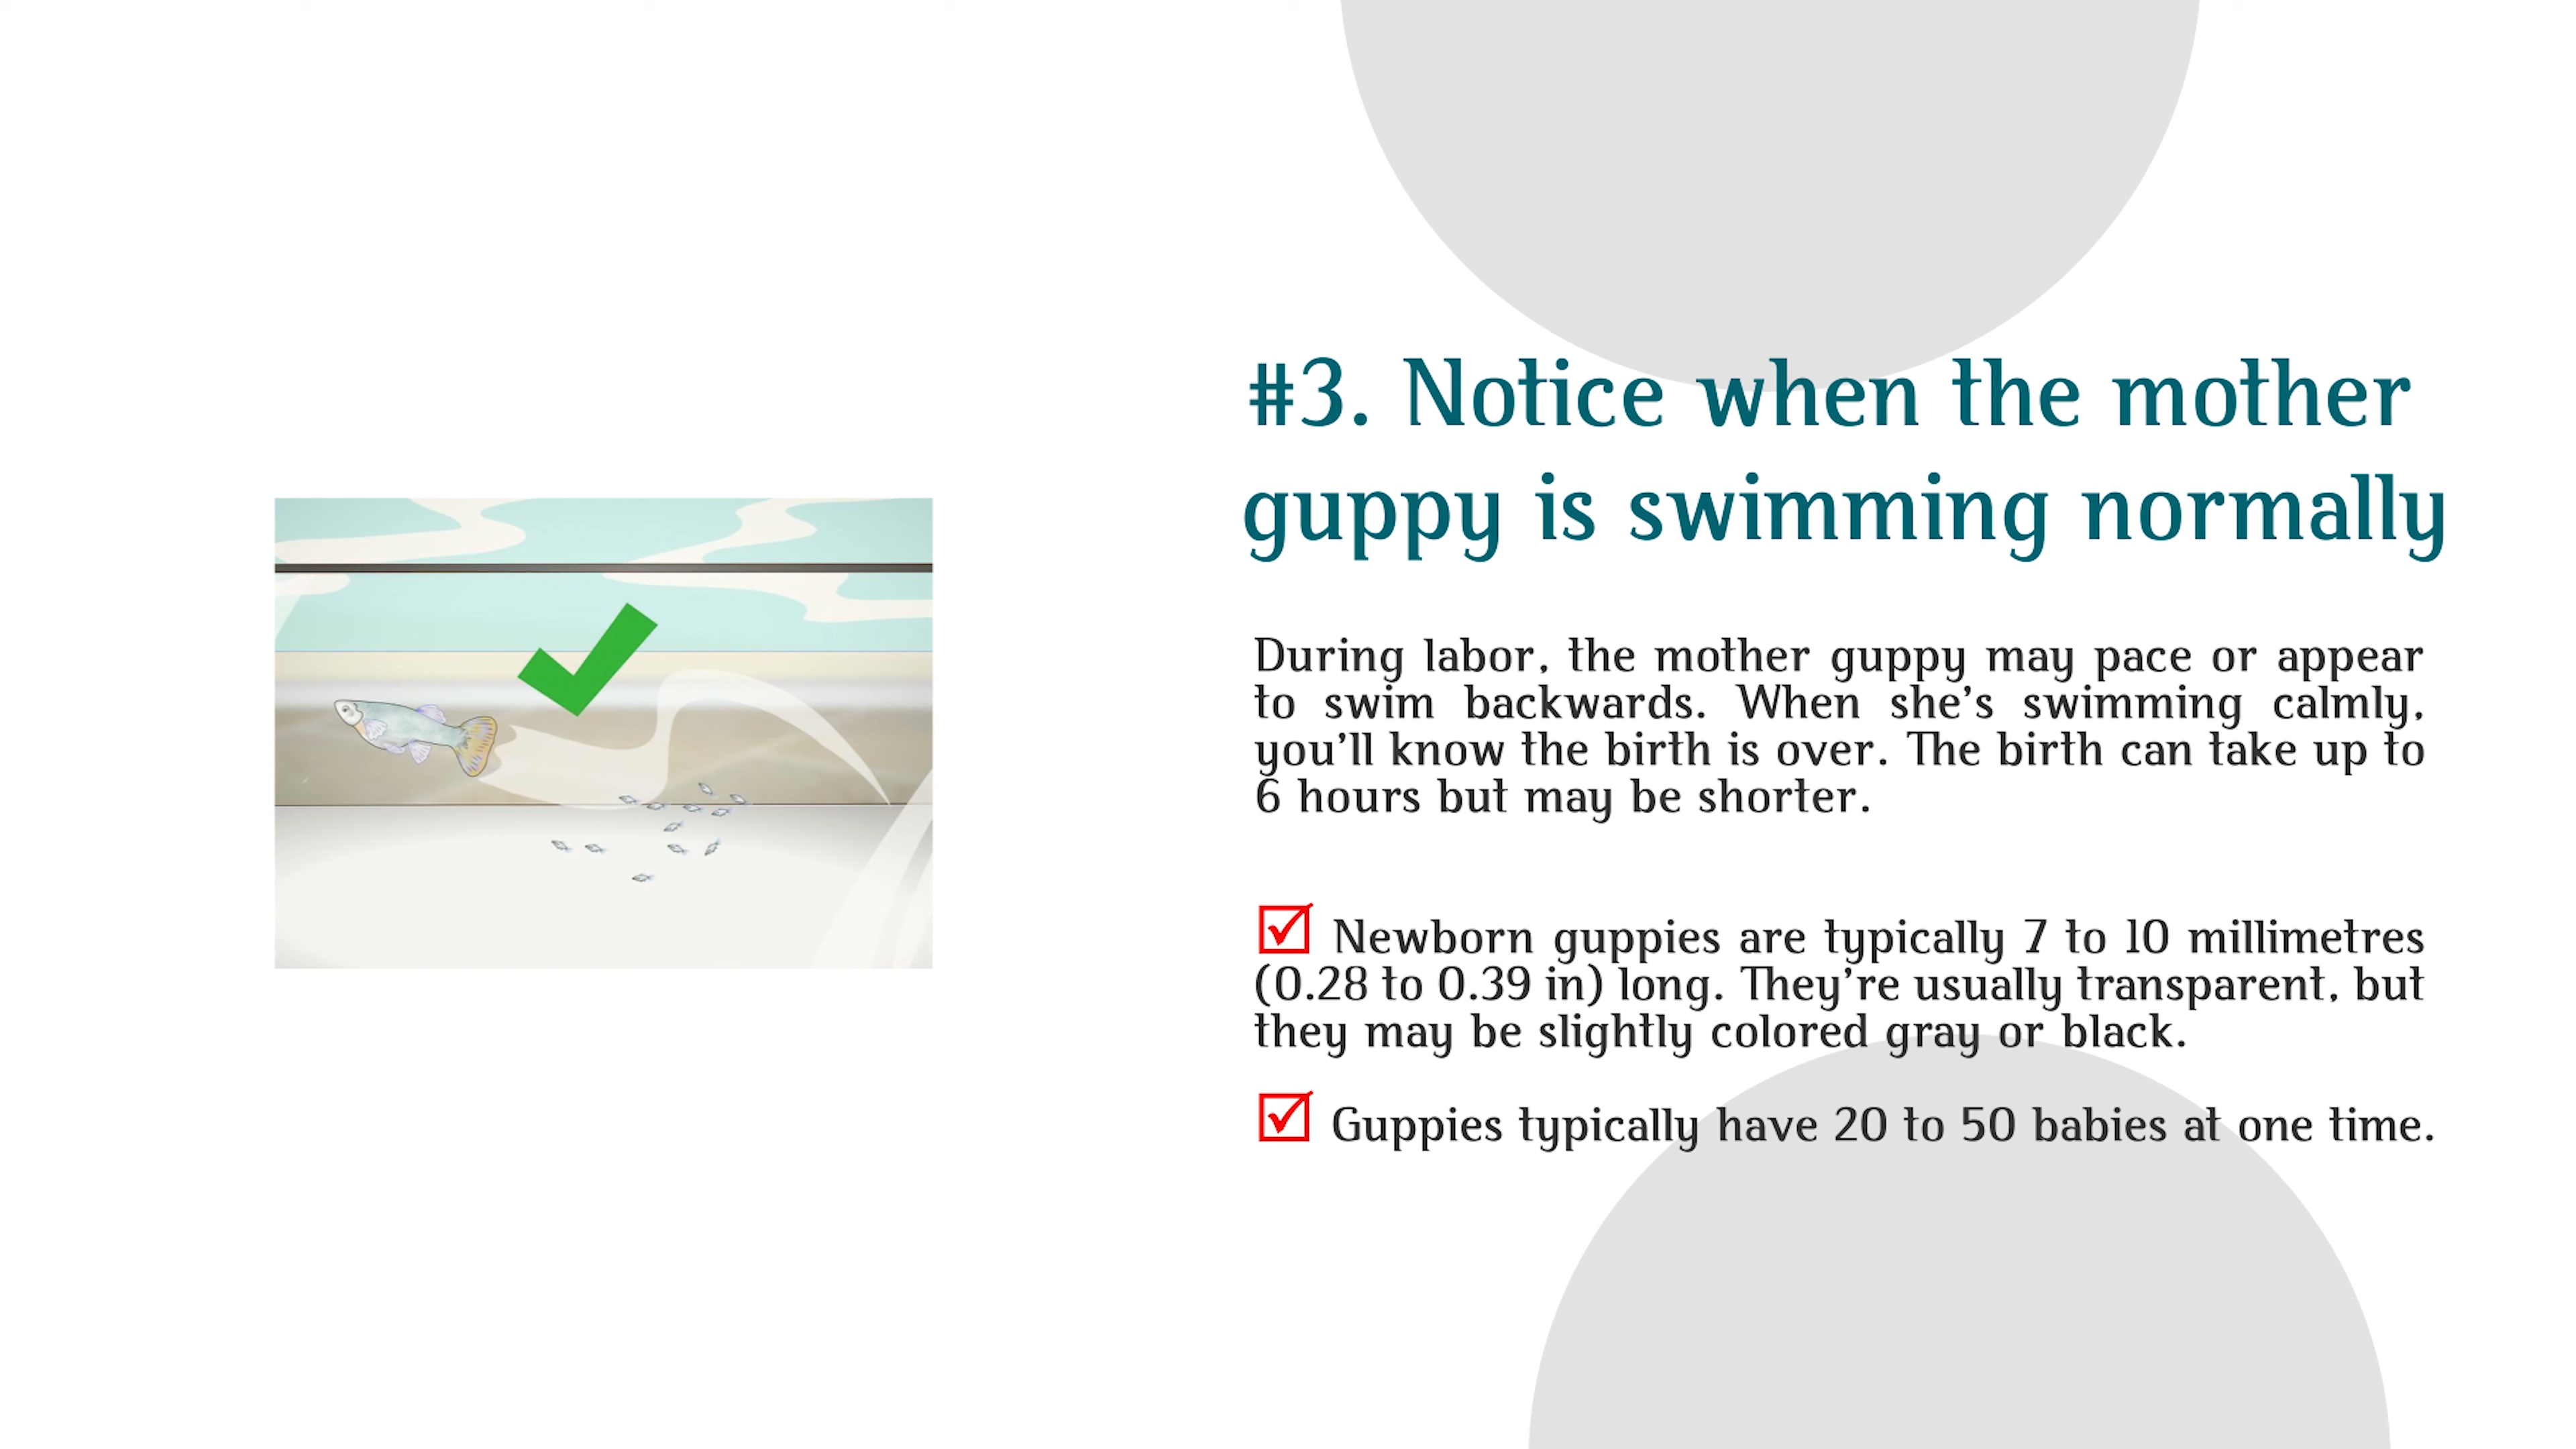 #3. Notice when the mother
guppy is swimming normally
During labor, the mother guppy may pace or appear
to swim backwards. When she's swimming calmly,
you'll know the birth is over. The birth can take up to
6 hours but may be shorter.
Newborn guppies are typically 7 to 10 millimetres
(0.28 to 0.39 in) long. They're usually transparent, but
they may be slightly colored gray or black.
Guppies typically have 20 to 50 babies at one time.